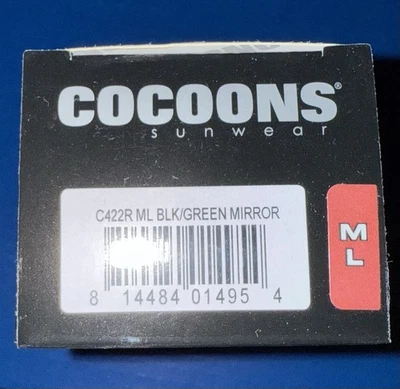 COCOONS®
sunwear
C422R ML BLK/GREEN MIRROR
8 14484 01495 4
M
L